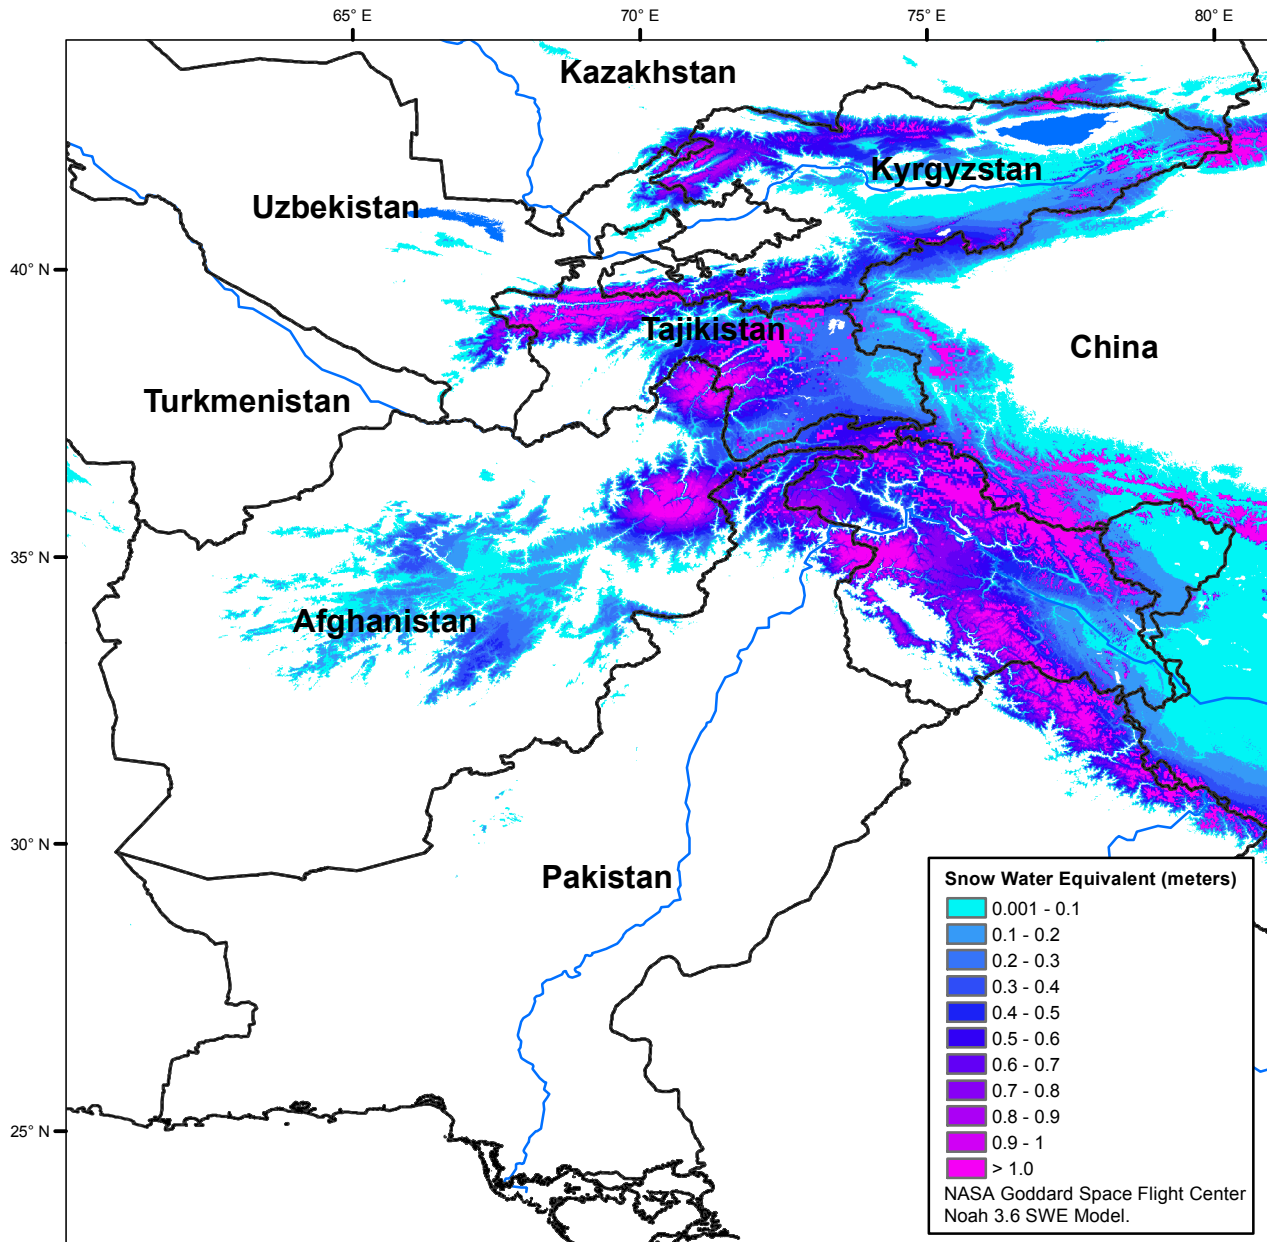 65° E
70° E
75° E
80° E
Kazakhstan
Kyrgyzstan
Uzbekistan
40° N
Tajikistan
China
Turkmenistan
35° N
Afghanistan
30° N
Pakistan
25° N
Snow Water Equivalent (meters)
0.001 - 0.1
0.1 - 0.2
0.2 - 0.3
0.3 - 0.4
0.4 - 0.5
0.5 - 0.6
0.6 - 0.7
0.7 - 0.8
0.8 - 0.9
0.9 - 1
> 1.0
NASA Goddard Space Flight Center
Noah 3.6 SWE Model.